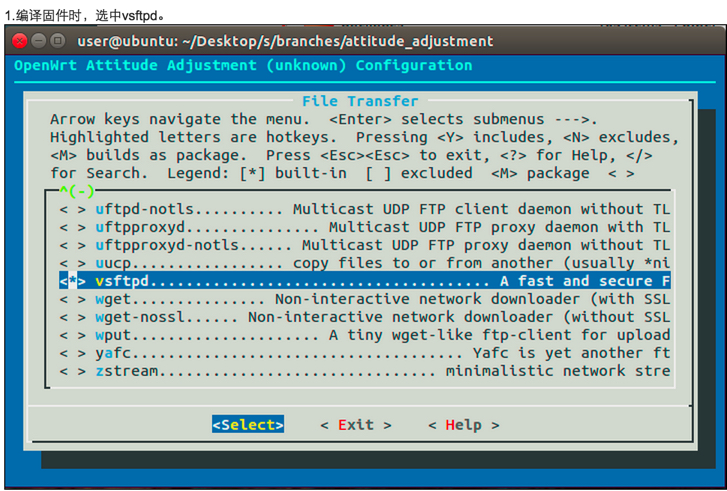 1.编译固件时，选中vsftpd。
user@ubuntu: ~/Desktop/s/branches/attitude_adjustment
OpenWrt Attitude Adjustment (unknown) Configuration
File Transfer
Arrow keys navigate the menu.  <Enter> selects submenus --->.
Highlighted letters are hotkeys.  Pressing <Y> includes, <N> excludes,
<M> builds as package.  Press <Esc><Esc> to exit, <?> for Help, </>
for Search.  Legend: [*] built-in  [ ] excluded  <M> package  < >
^(-)
< > uftpd-notls.......... Multicast UDP FTP client daemon without TL
< > uftpproxyd............... Multicast UDP FTP proxy daemon with TL
< > uftpproxyd-notls...... Multicast UDP FTP proxy daemon without TL
< > uucp................. copy files to or from another (usually *ni
<*> vsftpd...................................... A fast and secure F
< > wget............... Non-interactive network downloader (with SSL
< > wget-nossl...... Non-interactive network downloader (without SSL
< > wput..................... A tiny wget-like ftp-client for upload
< > yafc..................................... Yafc is yet another ft
< > zstream............................... minimalistic network stre
<Select>    < Exit >    < Help >